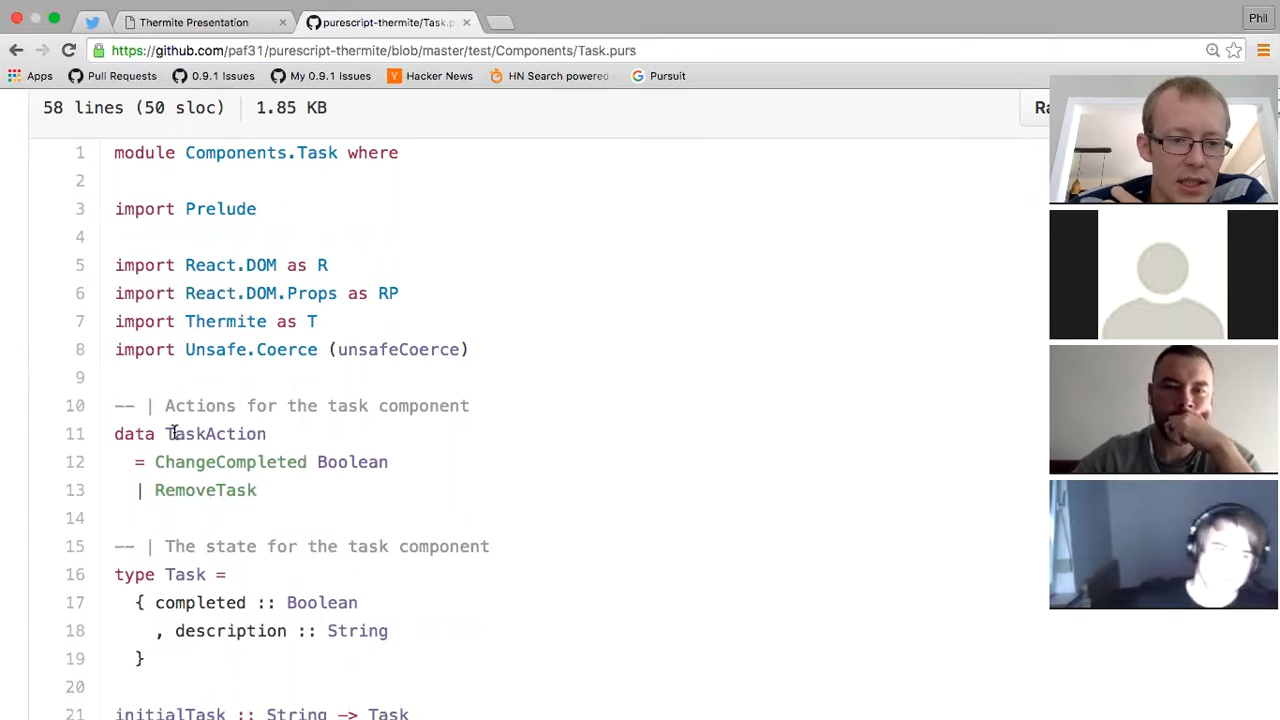 Thermite Presentation
purescript-thermite/Task.p
Phil
https://github.com/paf31/purescript-thermite/blob/master/test/Components/Task.purs
Apps
Pull Requests
0.9.1 Issues
My 0.9.1 Issues
Hacker News
HN Search powered
Pursuit
58 lines (50 sloc) | 1.85 KB
Ra
1 module Components.Task where
2
3 import Prelude
4
5 import React.DOM as R
6 import React.DOM.Props as RP
7 import Thermite as T
8 import Unsafe.Coerce (unsafeCoerce)
9
10 -- | Actions for the task component
11 data TaskAction
12 = ChangeCompleted Boolean
13 | RemoveTask
14
15 -- | The state for the task component
16 type Task =
17 { completed :: Boolean
18 , description :: String
19 }
20
21 initialTask :: String -> Task